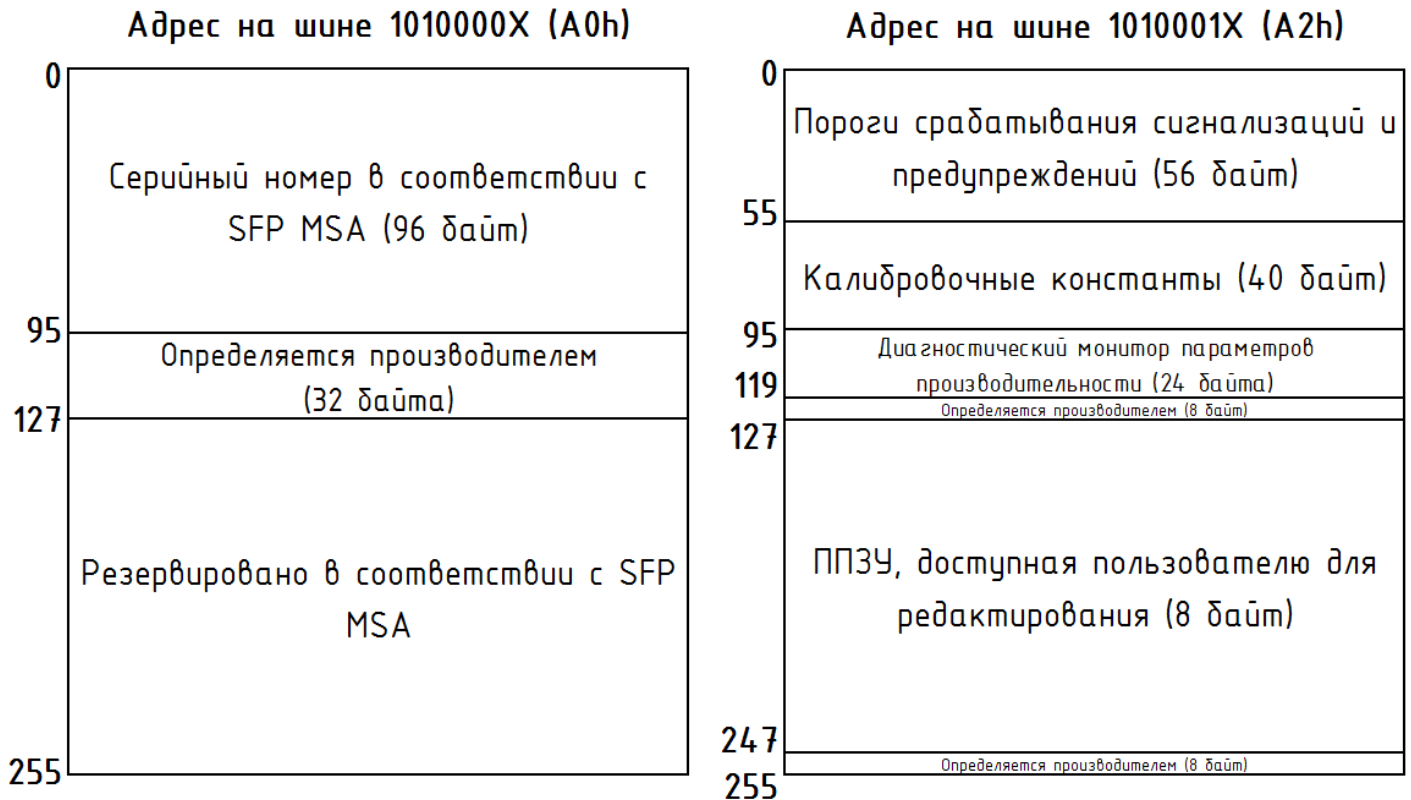 Адрес на шине 1010000X (A0h)
0
Серийный номер в соответствии с
SFP MSA (96 байт)
95
Определяется производителем
(32 байта)
127
Резервировано в соответствии с SFP
MSA
255
Адрес на шине 1010001X (A2h)
0
Пороги срабатывания сигнализаций и
предупреждений (56 байт)
55
Калибровочные константы (40 байт)
95
Диагностический монитор параметров
производительности (24 байта)
119
Определяется производителем (8 байт)
127
ППЗУ, доступная пользователю для
редактирования (8 байт)
247
Определяется производителем (8 байт)
255